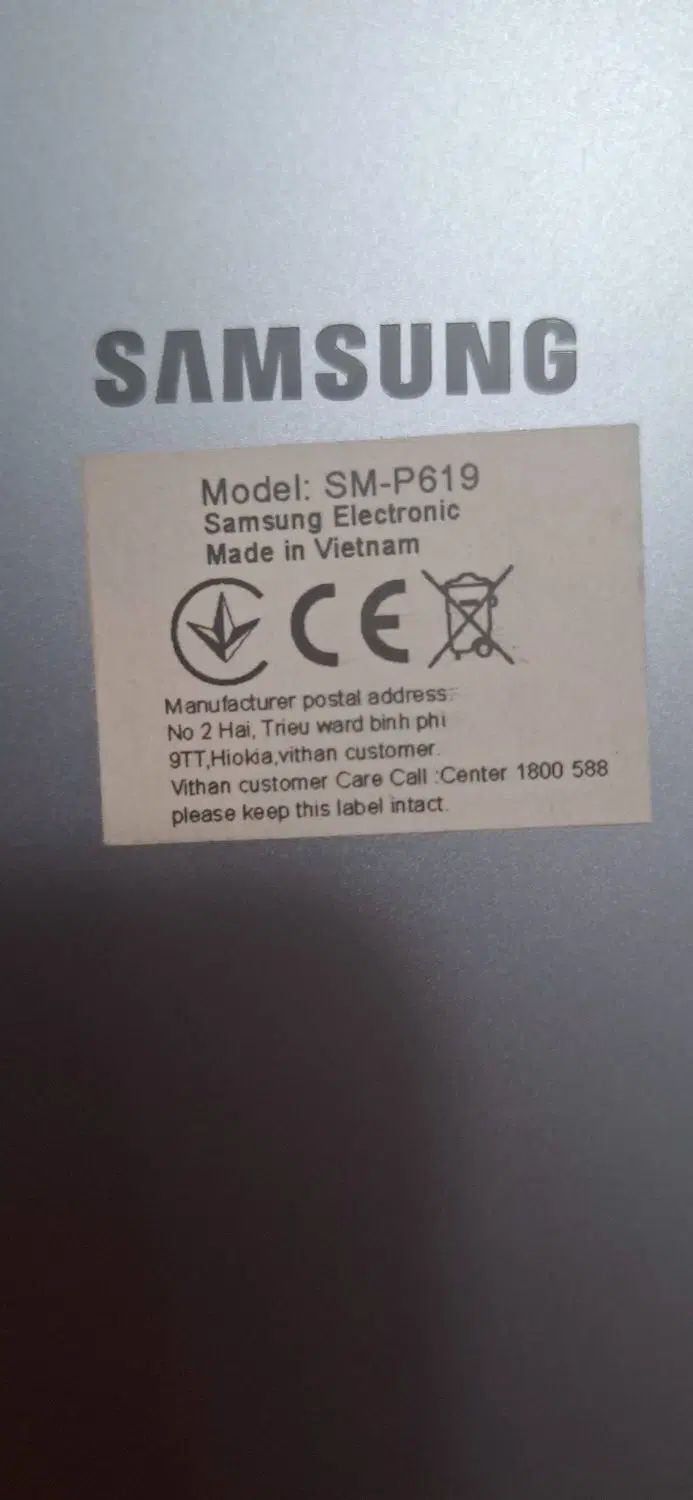 SAMSUNG
Model: SM-P619
Samsung Electronic
Made in Vietnam
CE
Manufacturer postal address:
No 2 Hai, Trieu ward binh phi
9TT,Hiokia,vithan customer.
Vithan customer Care Call :Center 1800 588
please keep this label intact.